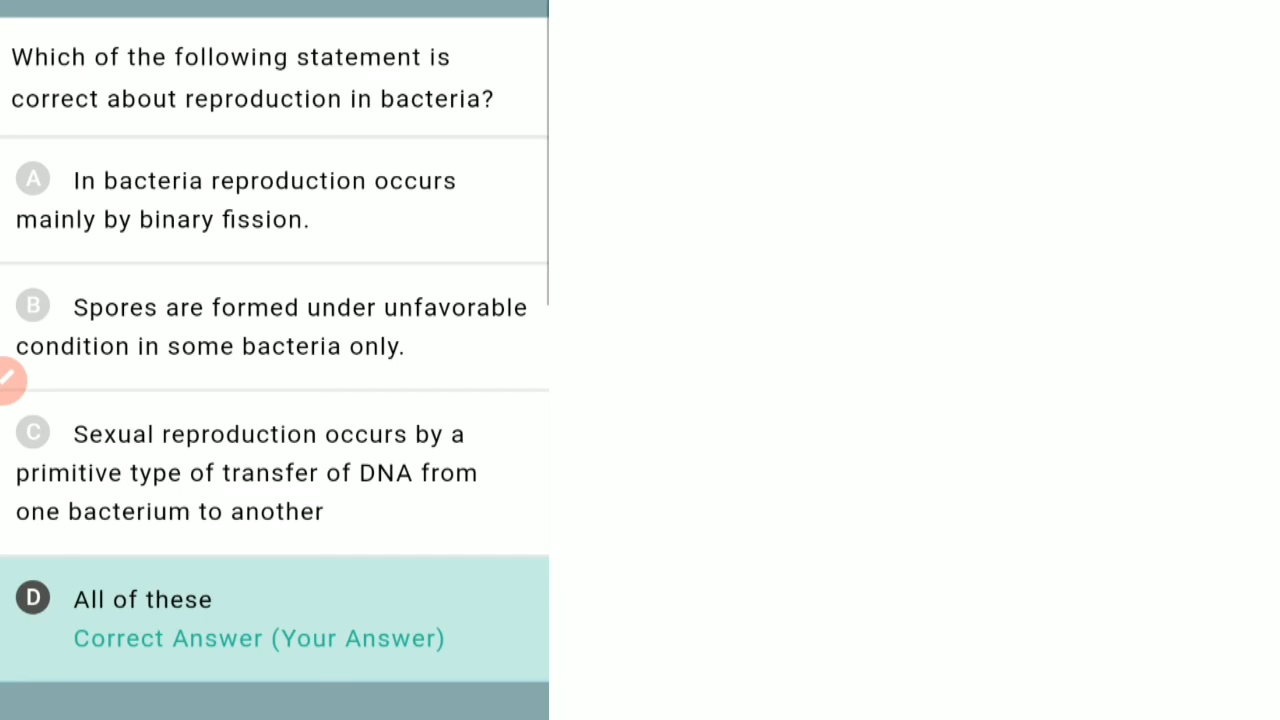 Which of the following statement is
correct about reproduction in bacteria?
A In bacteria reproduction occurs
mainly by binary fission.
B Spores are formed under unfavorable
condition in some bacteria only.
C Sexual reproduction occurs by a
primitive type of transfer of DNA from
one bacterium to another
D All of these
Correct Answer (Your Answer)